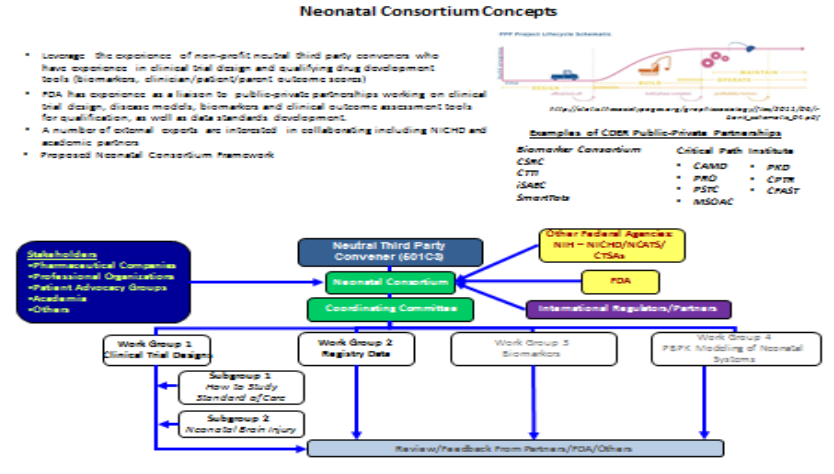 Neonatal Consortium Concepts
PPP Project Lifecycle Schematic
• Leverage the experience of non-profit neutral third party conveners who
have experience in clinical trial design and qualifying drug development
tools (biomarkers, clinician/patient/parent outcome scores)
• FDA has experience as a liaison to public-private partnerships working on clinical
trial design, disease models, biomarkers and clinical outcome assessment tools
for qualification, as well as data standards development.
• A number of external experts are interested in collaborating including NICHD and
academic partners
• Proposed Neonatal Consortium Framework
DESIGN
BUILD
OPERATE
MAINTAIN
Examples of CDER Public-Private Partnerships
Biomarker Consortium
CSRC
CTTI
iSAEC
SmartTots
Critical Path Institute
• CAMD
• PRO
• PSTC
• MSOAC
• PKD
• CPTR
• CFAST
Stakeholders
•Pharmaceutical Companies
•Professional Organizations
•Patient Advocacy Groups
•Academia
•Others
Neutral Third Party
Convener (501C3)
Neonatal Consortium
Coordinating Committee
Other Federal Agencies:
NIH – NICHD/NCATS/
CTSAs
FDA
International Regulators/Partners
Work Group 1
Clinical Trial Designs
Work Group 2
Registry Data
Work Group 3
Biomarkers
Work Group 4
PBPK Modeling of Neonatal
Systems
Subgroup 1
How to Study
Standard of Care
Subgroup 2
Neonatal Brain Injury
Review/Feedback From Partners/FDA/Others